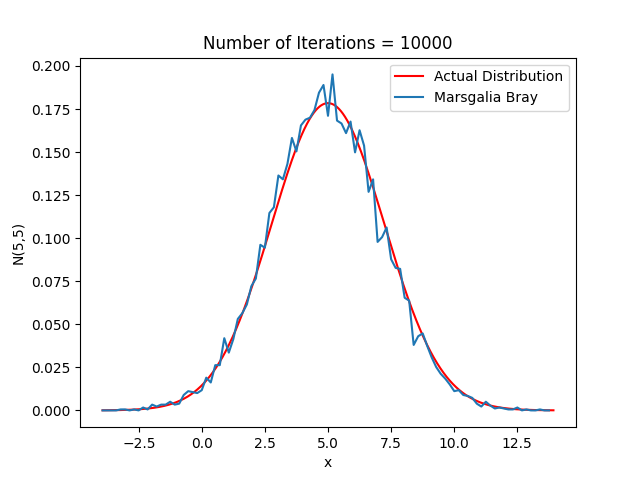 Number of Iterations = 10000
Actual Distribution
Marsgalia Bray
N(5,5)
0.200
0.175
0.150
0.125
0.100
0.075
0.050
0.025
0.000
−2.5 0.0 2.5 5.0 7.5 10.0 12.5
x